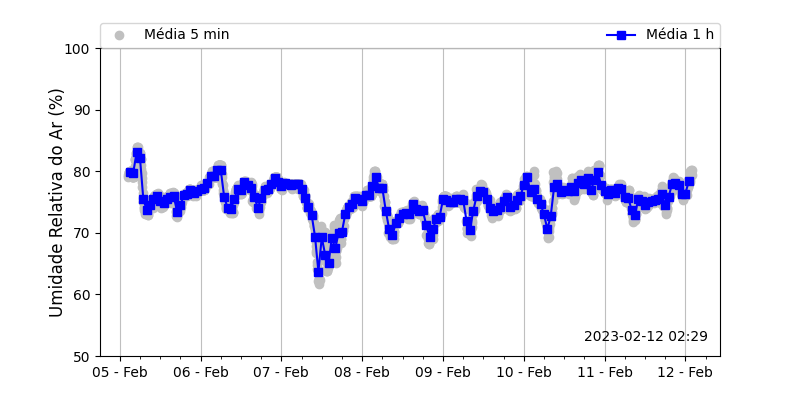 Média 5 min
Média 1 h
Umidade Relativa do Ar (%)
100
90
80
70
60
50
2023-02-12 02:29
05 - Feb
06 - Feb
07 - Feb
08 - Feb
09 - Feb
10 - Feb
11 - Feb
12 - Feb